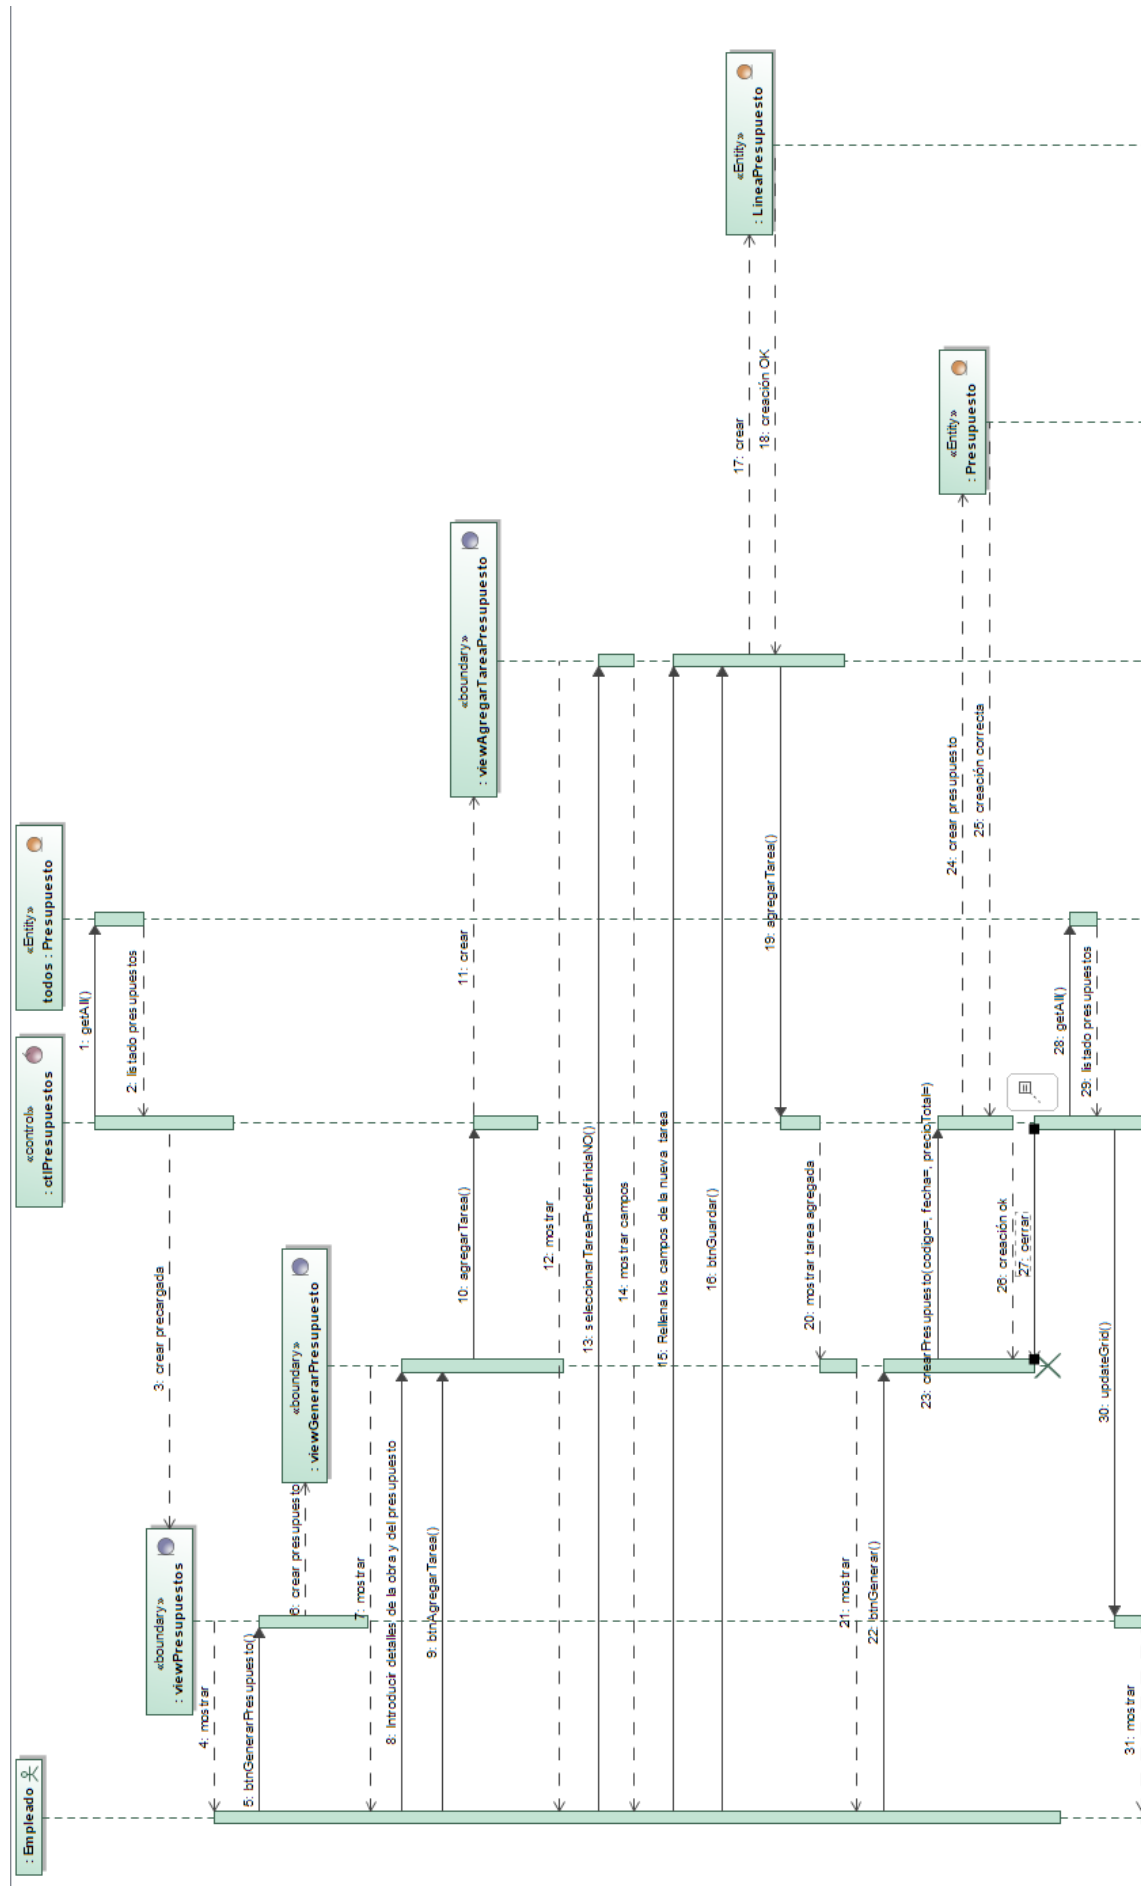 : Empleado
«boundary»
: viewPresupuestos
«boundary»
: viewGenerarPresupuesto
«control»
: ctlPresupuestos
«Entity»
todos : Presupuesto
«boundary»
: viewAgregarTareaPresupuesto
«Entity»
: Presupuesto
«Entity»
: LineaPresupuesto
1: getAll()
2: listado presupuestos
3: crear precargada
4: mostrar
5: btnGenerarPresupuesto()
6: crear presupuesto
7: mostrar
8: Introducir detalles de la obra y del presupuesto
9: btnAgregarTarea()
10: agregarTarea()
11: crear
12: mostrar
13: seleccionarTareaPredefinidaNO()
14: mostrar campos
15: Rellena los campos de la nueva tarea
16: btnGuardar()
17: crear
18: creación OK
19: agregarTarea()
20: mostrar tarea agregada
21: mostrar
22: btnGenerar()
23: crearPresupuesto(codigo=, fecha=, precioTotal=)
24: crear presupuesto
25: creación correcta
26: creación ok
27: cerrar
28: getAll()
29: listado presupuestos
30: updateGrid()
31: mostrar